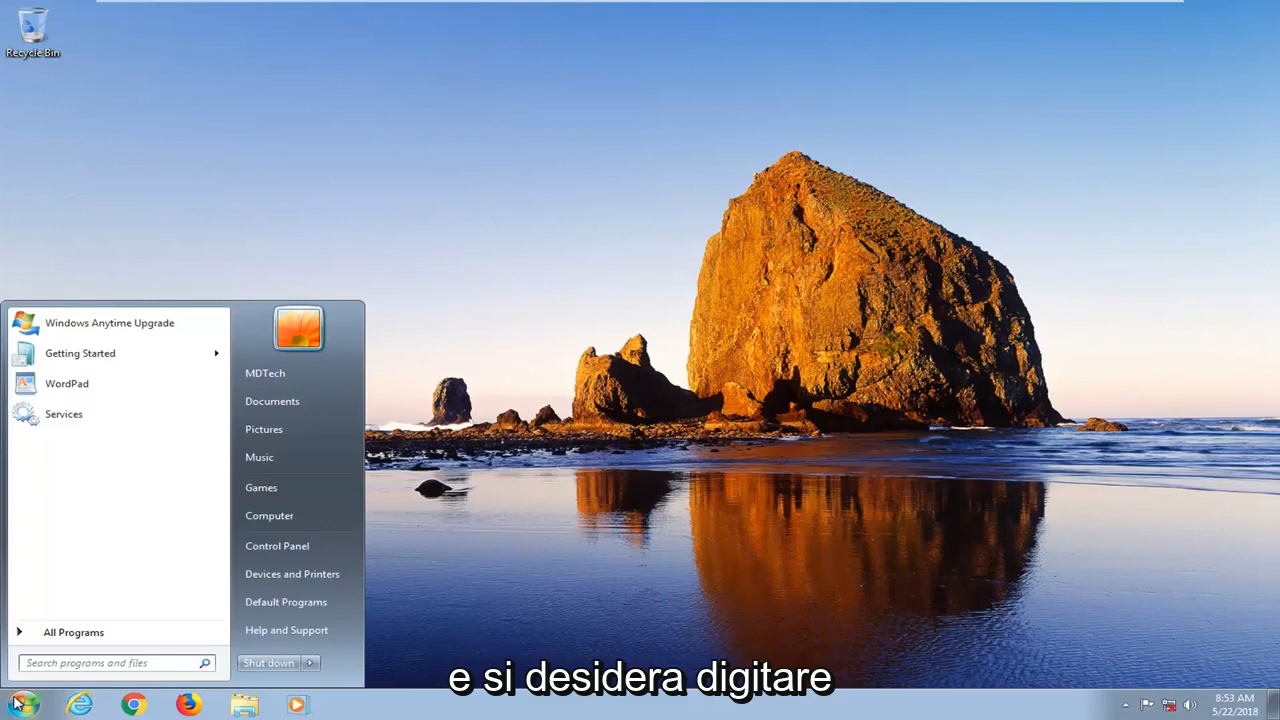 Recycle Bin
Windows Anytime Upgrade
Getting Started
WordPad
Services
All Programs
Search programs and files
MDTech
Documents
Pictures
Music
Games
Computer
Control Panel
Devices and Printers
Default Programs
Help and Support
Shut down
e si desidera digitare
8:53 AM
5/22/2018